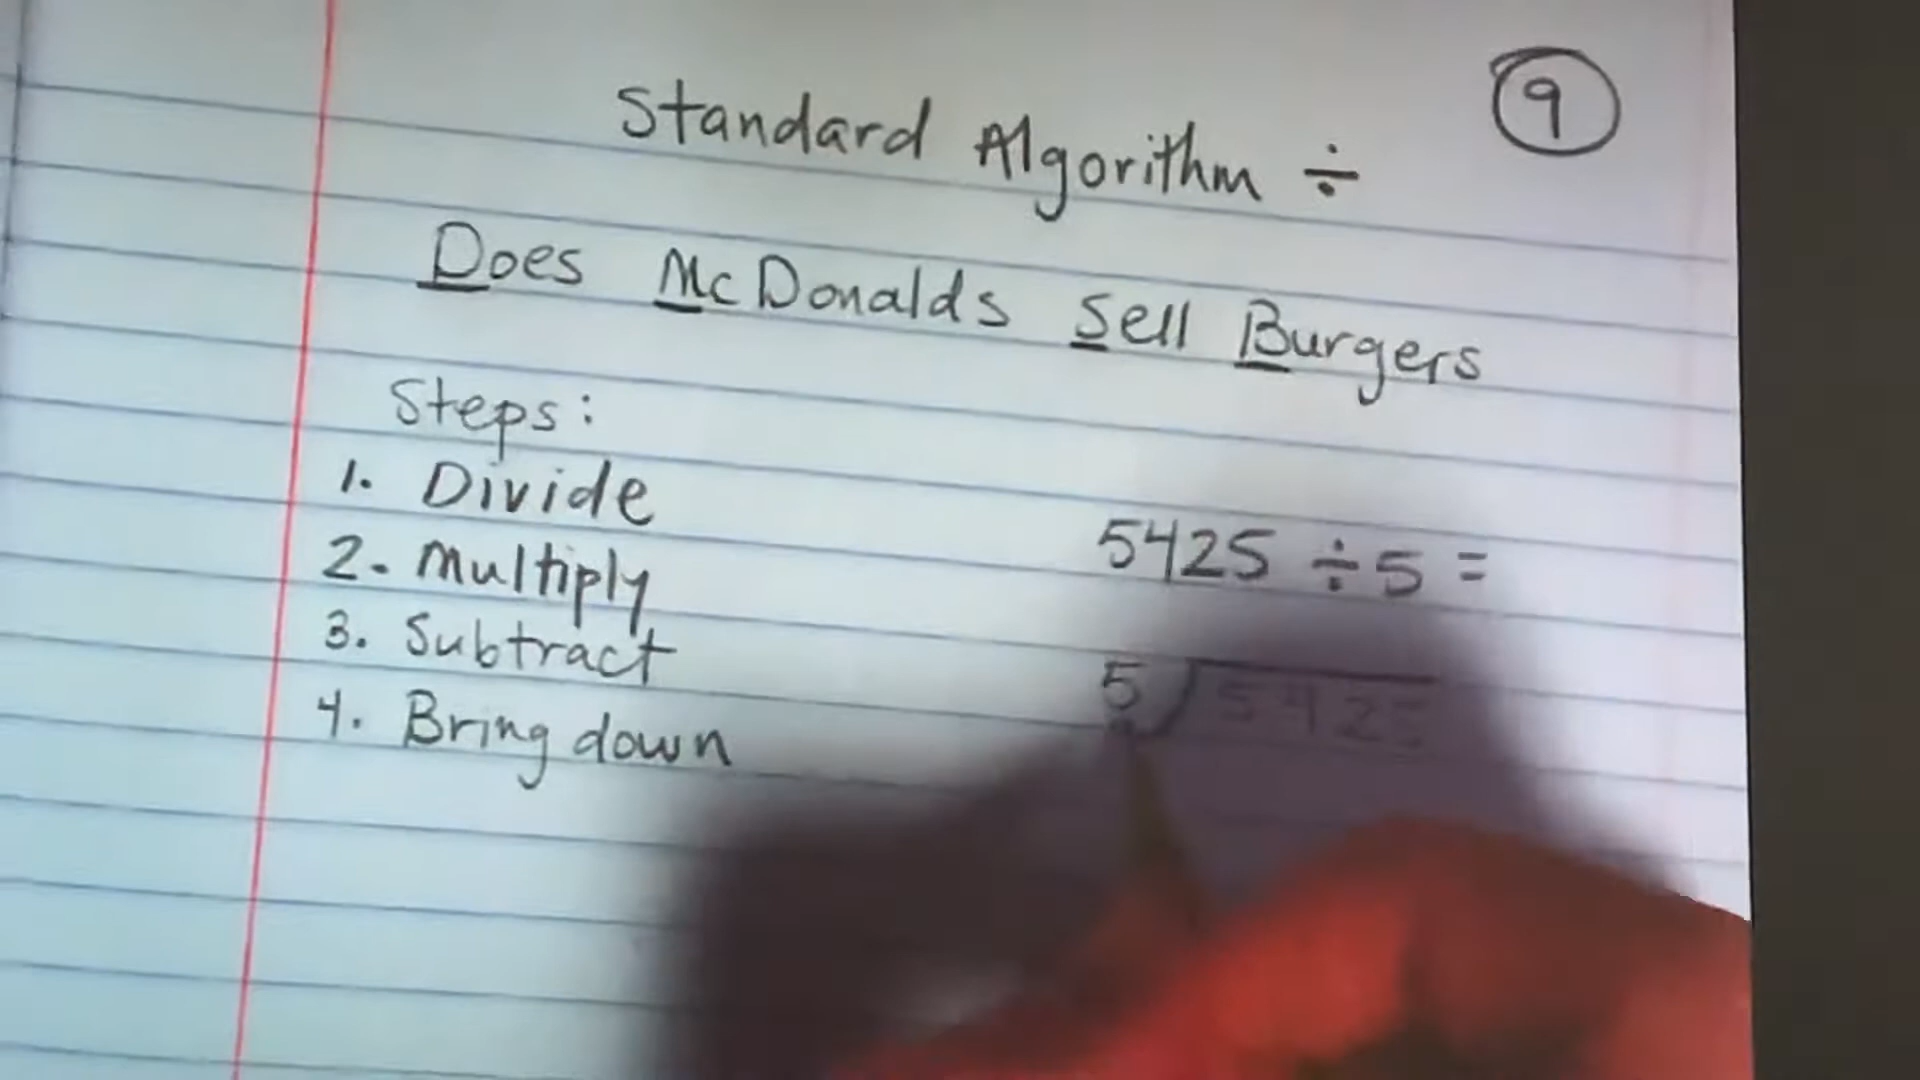 Standard Algorithm ÷
9
Does McDonalds Sell Burgers
Steps:
1. Divide
2. Multiply
3. Subtract
4. Bring down
5425 ÷ 5 =
5 5425